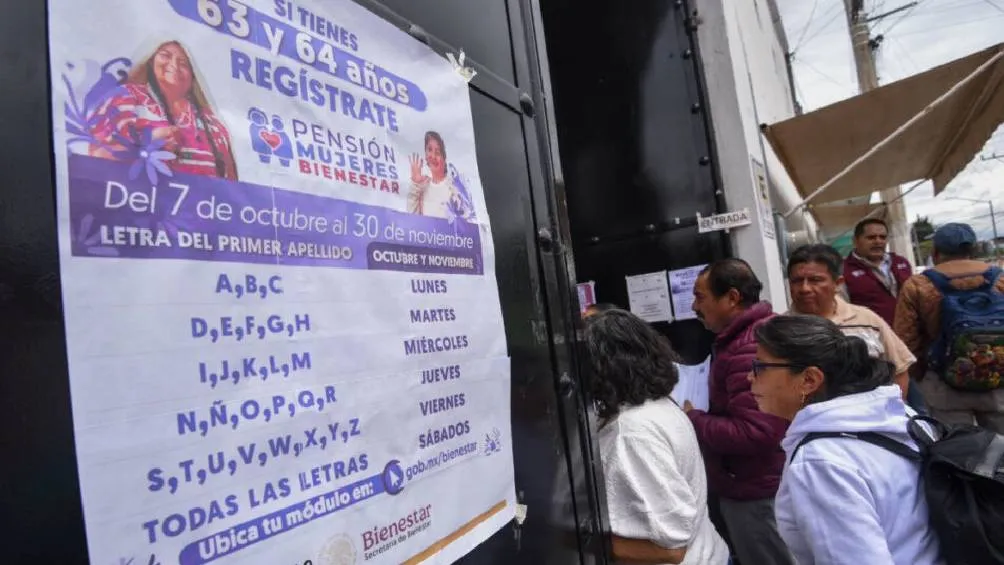 SI TIENES
63 y 64 años
REGÍSTRATE
PENSIÓN
MUJERES
BIENESTAR
Del 7 de octubre al 30 de noviembre
LETRA DEL PRIMER APELLIDO OCTUBRE Y NOVIEMBRE
A,B,C LUNES
D,E,F,G,H MARTES
I,J,K,L,M MIÉRCOLES
N,Ñ,O,P,Q,R JUEVES
S,T,U,V,W,X,Y,Z VIERNES
TODAS LAS LETRAS SÁBADOS
Ubica tu módulo en: gob.mx/bienestar
Bienestar
Secretaría de Bienestar
ENTRADA